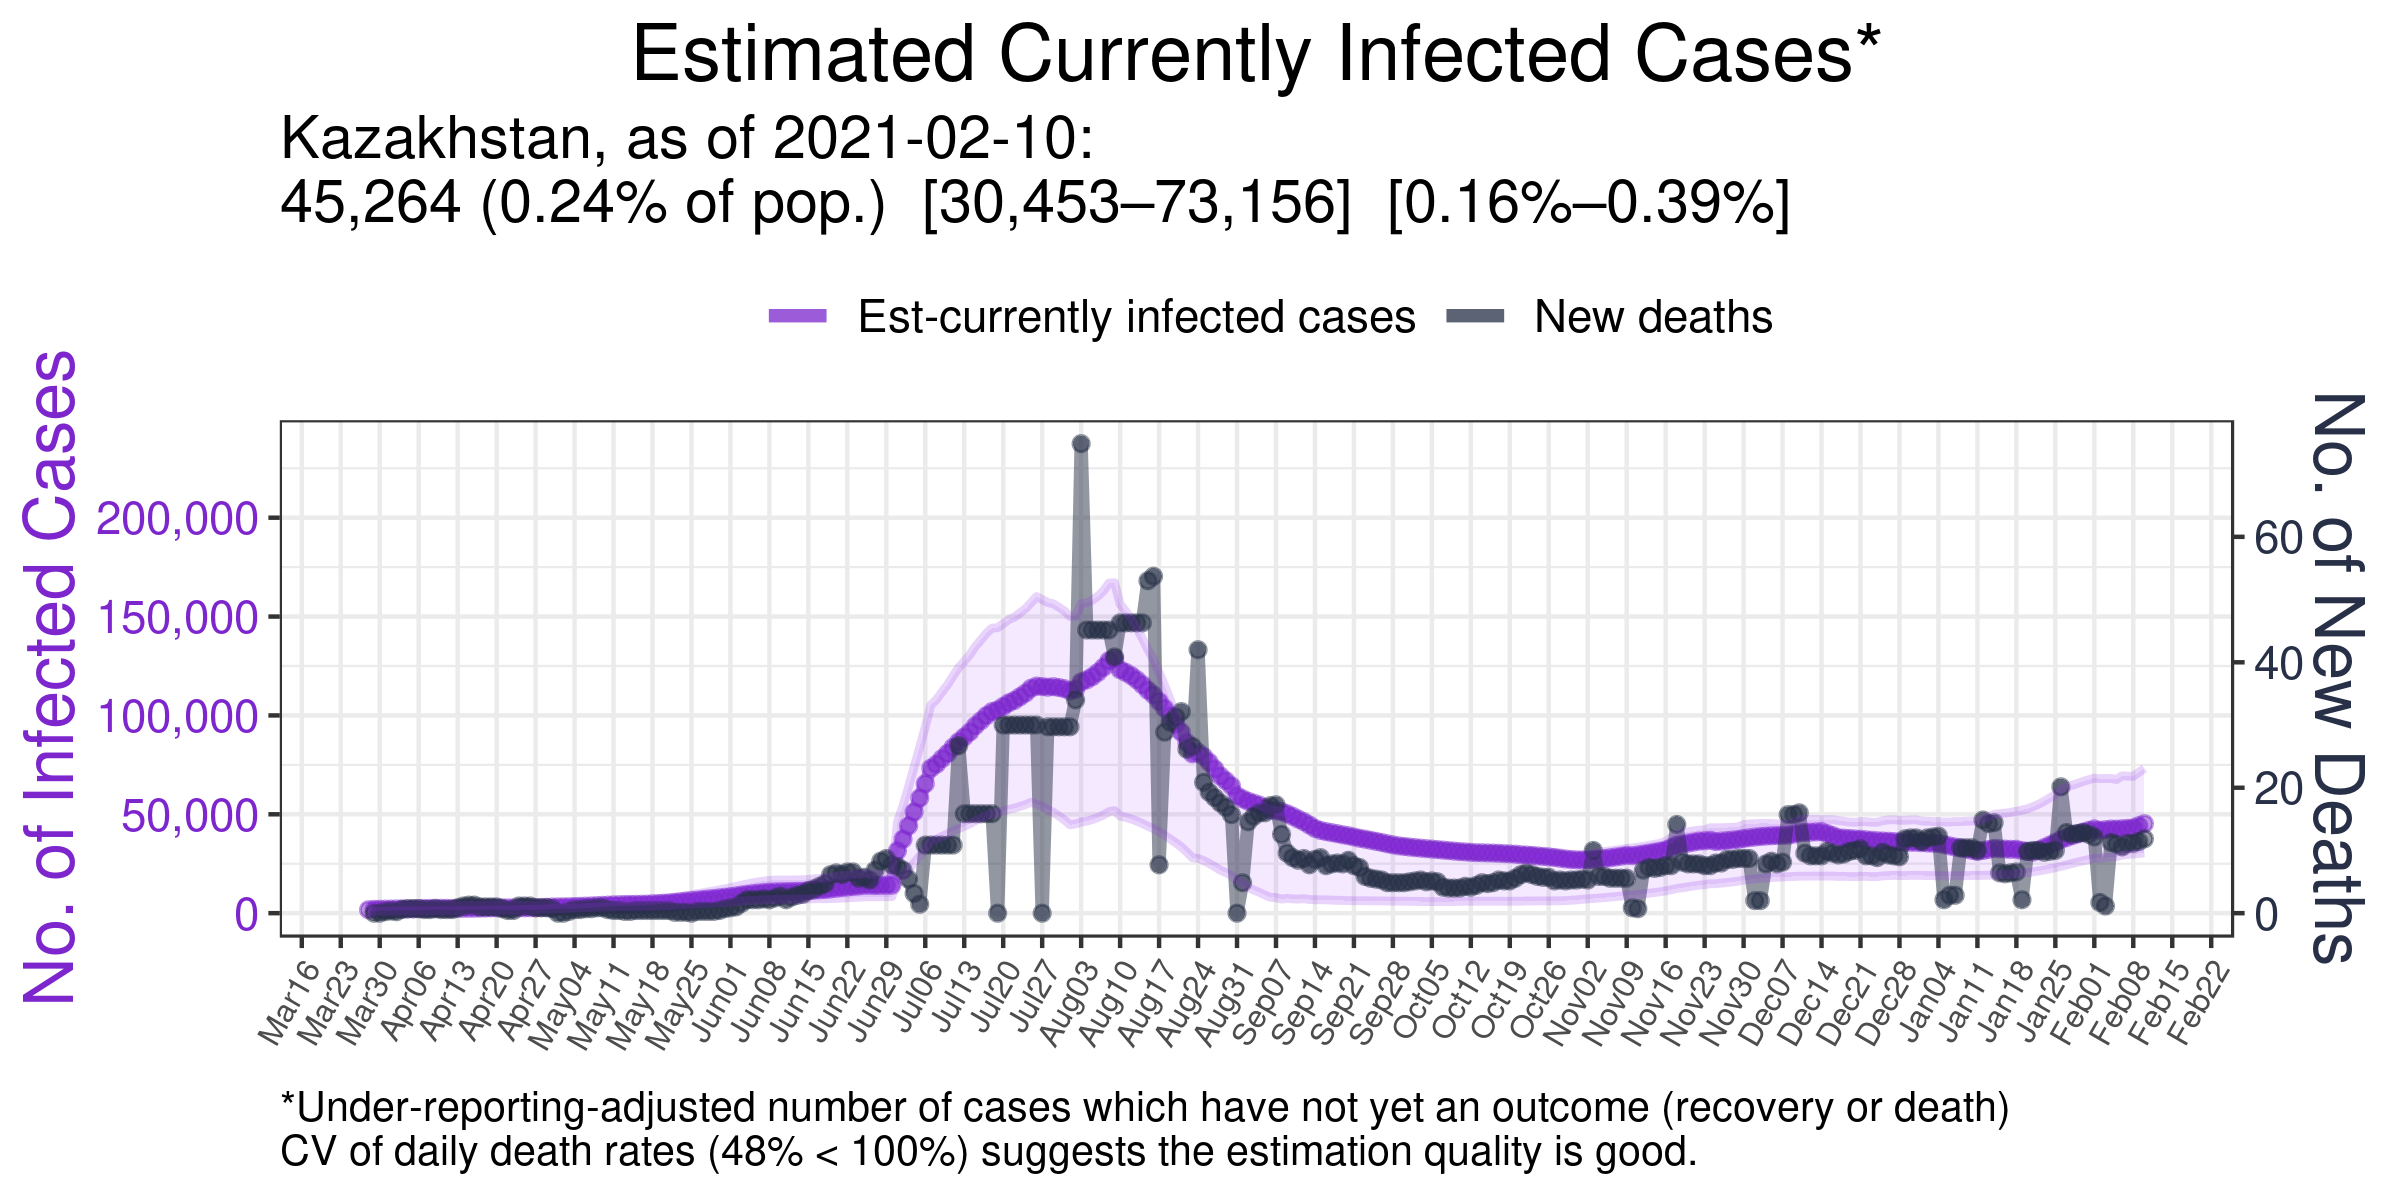 Estimated Currently Infected Cases*
Kazakhstan, as of 2021-02-10:
45,264 (0.24% of pop.) [30,453–73,156] [0.16%–0.39%]
Est-currently infected cases New deaths
No. of Infected Cases
200,000
150,000
100,000
50,000
0
60
40
20
0
No. of New Deaths
Mar16 Mar23 Mar30 Apr06 Apr13 Apr20 Apr27 May04 May11 May18 May25 Jun01 Jun08 Jun15 Jun22 Jun29 Jul06 Jul13 Jul20 Jul27 Aug03 Aug10 Aug17 Aug24 Aug31 Sep07 Sep14 Sep21 Sep28 Oct05 Oct12 Oct19 Oct26 Nov02 Nov09 Nov16 Nov23 Nov30 Dec07 Dec14 Dec21 Dec28 Jan04 Jan11 Jan18 Jan25 Feb01 Feb08 Feb15 Feb22
*Under-reporting-adjusted number of cases which have not yet an outcome (recovery or death)
CV of daily death rates (48% < 100%) suggests the estimation quality is good.